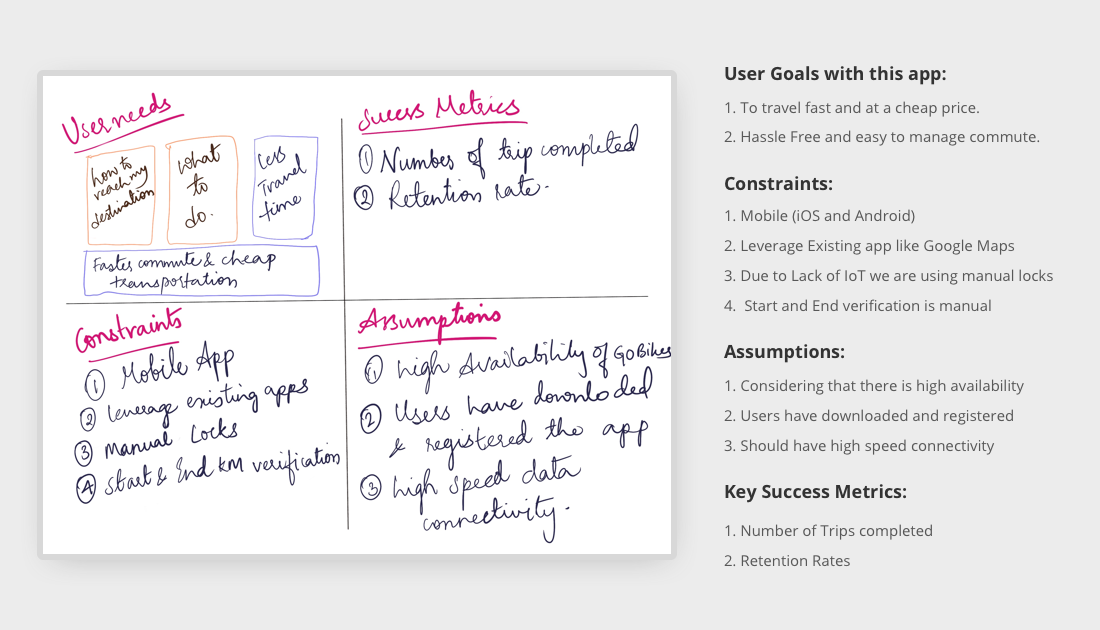 User needs
how to
reach my
destination
what
to
do.
Less
Travel
time
Faster commute & cheap
transportation
Success Metrics
① Number of trip completed
② Retention rate.
Constraints
① Mobile App
② Leverage existing apps
③ Manual Locks
④ Start & End KM verification
Assumptions
① High Availability of GoBikes
② Users have downloded
& registered the app
③ high speed data
connectivity.
User Goals with this app:
1. To travel fast and at a cheap price.
2. Hassle Free and easy to manage commute.
Constraints:
1. Mobile (iOS and Android)
2. Leverage Existing app like Google Maps
3. Due to Lack of IoT we are using manual locks
4. Start and End verification is manual
Assumptions:
1. Considering that there is high availability
2. Users have downloaded and registered
3. Should have high speed connectivity
Key Success Metrics:
1. Number of Trips completed
2. Retention Rates